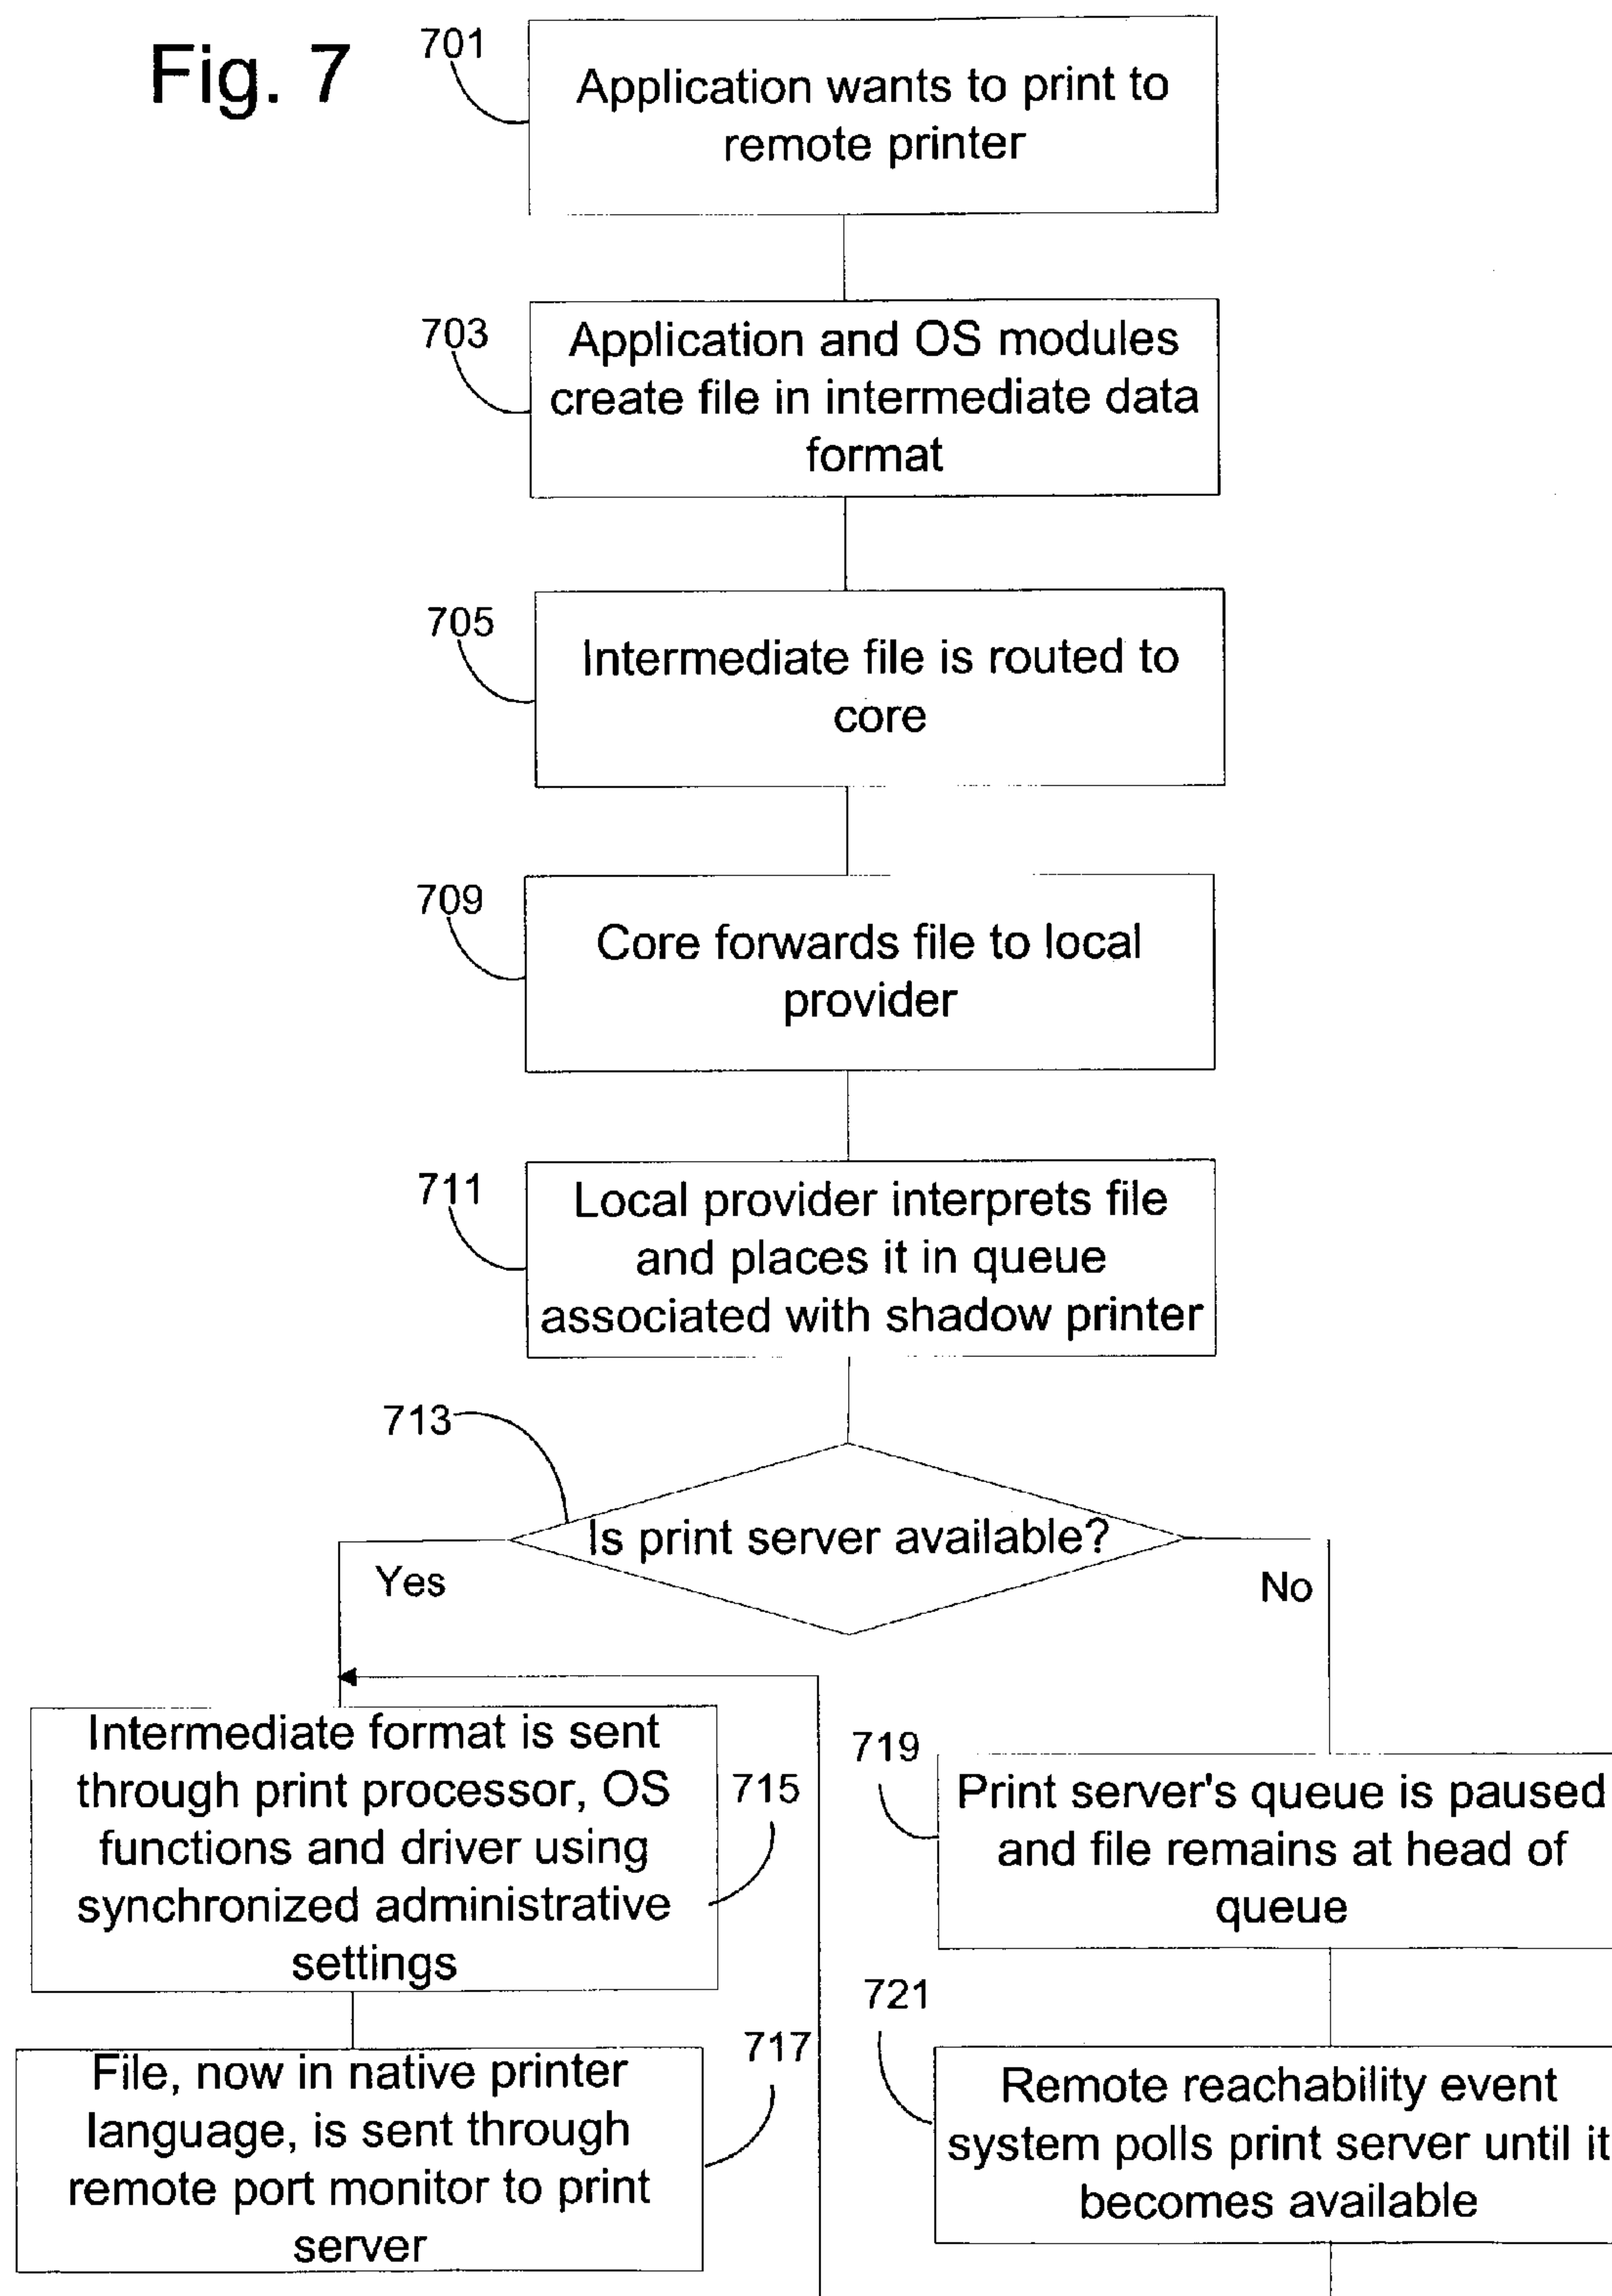 Fig. 7
701
Application wants to print to
remote printer
703
Application and OS modules
create file in intermediate data
format
705
Intermediate file is routed to
core
709
Core forwards file to local
provider
711
Local provider interprets file
and places it in queue
associated with shadow printer
713
Is print server available?
Yes
No
Intermediate format is sent
through print processor, OS
functions and driver using
synchronized administrative
settings
715
719
Print server's queue is paused
and file remains at head of
queue
File, now in native printer
language, is sent through
remote port monitor to print
server
717
721
Remote reachability event
system polls print server until it
becomes available